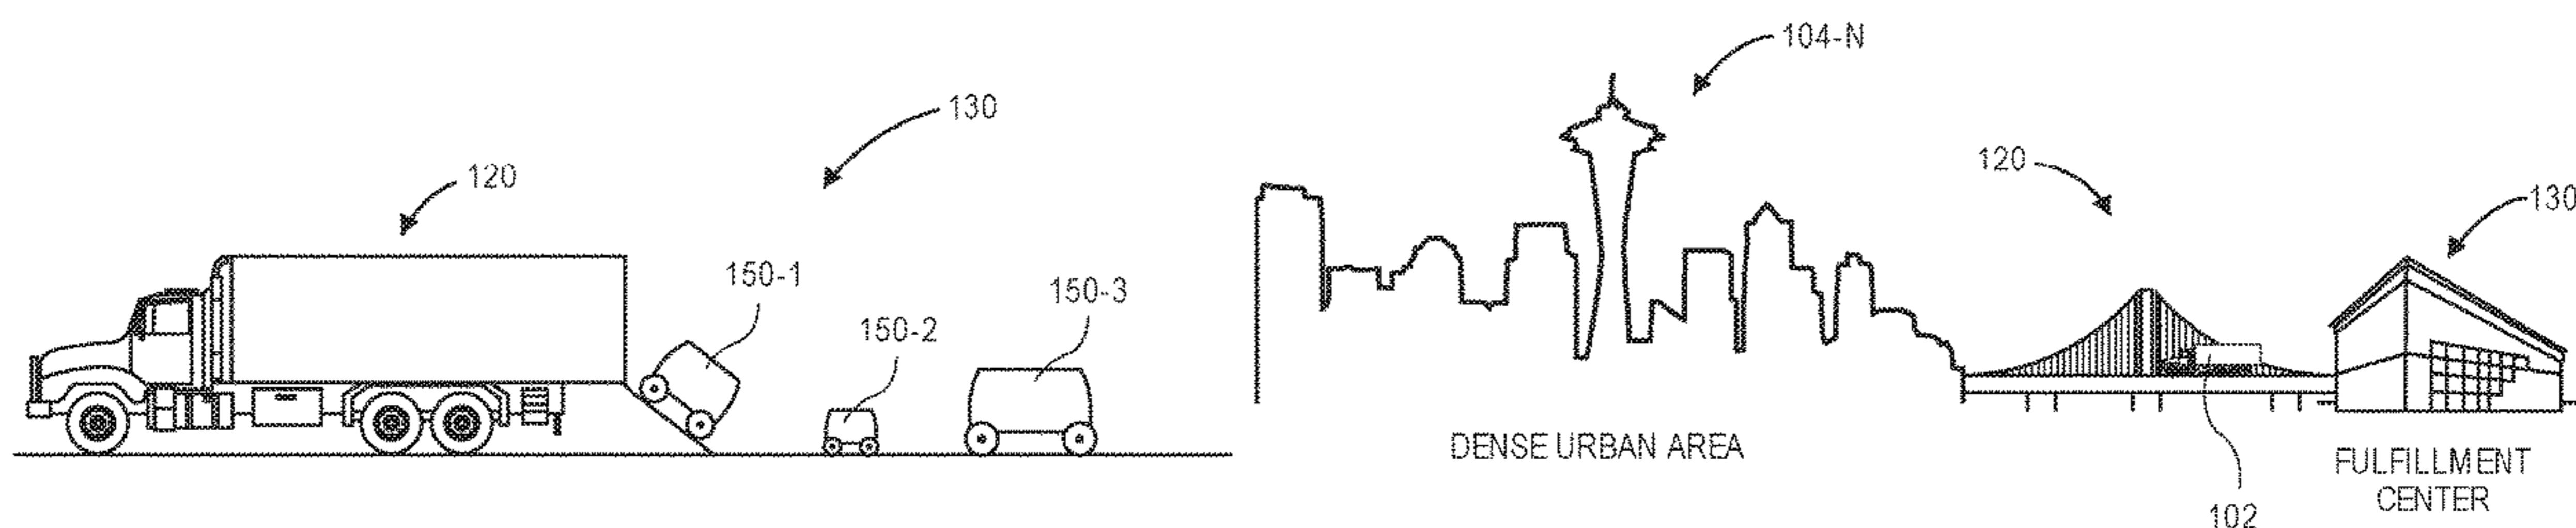 130
120
150-1
150-2
150-3
104-N
120
130
DENSE URBAN AREA
FULFILLMENT
CENTER
102